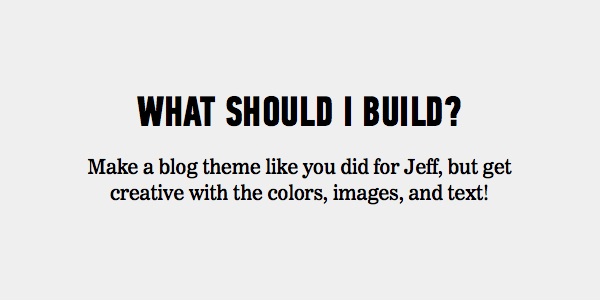 WHAT SHOULD I BUILD?
Make a blog theme like you did for Jeff, but get
creative with the colors, images, and text!